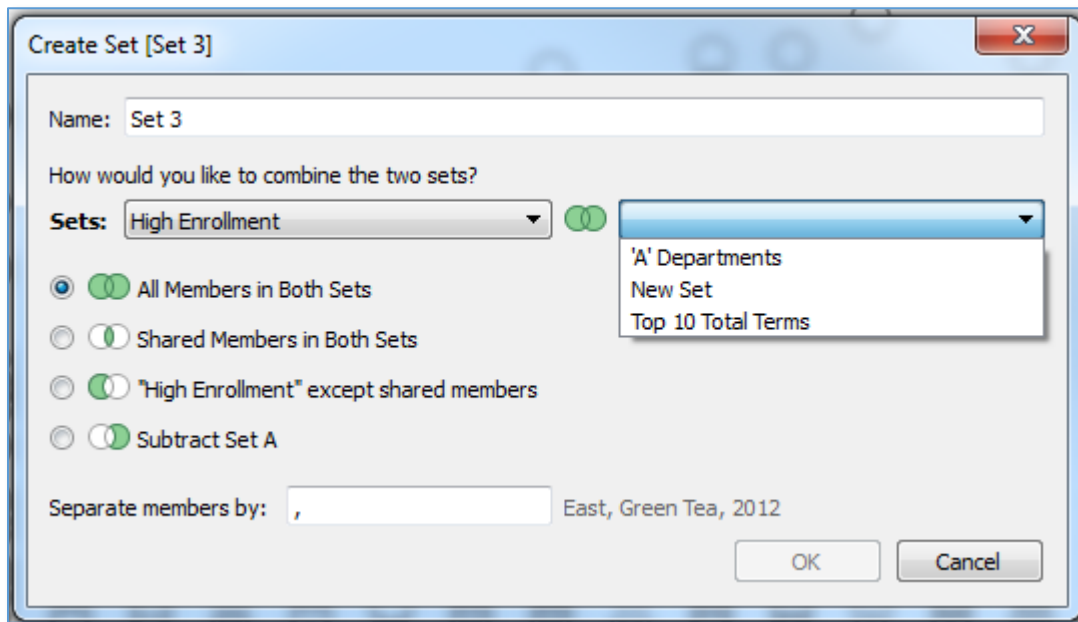 Create Set [Set 3]
Name: Set 3
How would you like to combine the two sets?
Sets: High Enrollment
'A' Departments
New Set
Top 10 Total Terms
All Members in Both Sets
Shared Members in Both Sets
"High Enrollment" except shared members
Subtract Set A
Separate members by: , East, Green Tea, 2012
OK Cancel